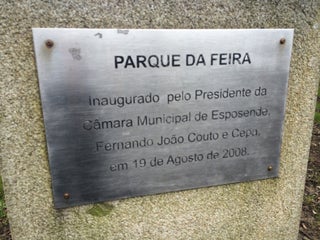 PARQUE DA FEIRA
Inaugurado pelo Presidente da
Câmara Municipal de Esposende,
Fernando João Couto e Cepa,
em 19 de Agosto de 2008.